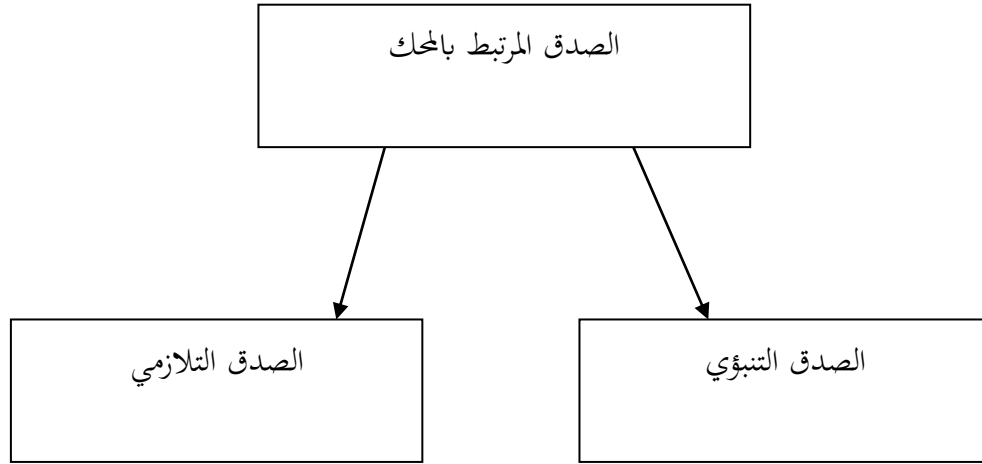 الصدق المرتبط بالمحك
الصدق التنبؤي
الصدق التلازمي